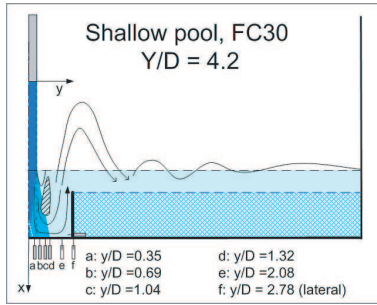 Shallow pool, FC30
Y/D = 4.2
y
x
a b c d e f
a: y/D =0.35 d: y/D =1.32
b: y/D =0.69 e: y/D =2.08
c: y/D =1.04 f: y/D = 2.78 (lateral)